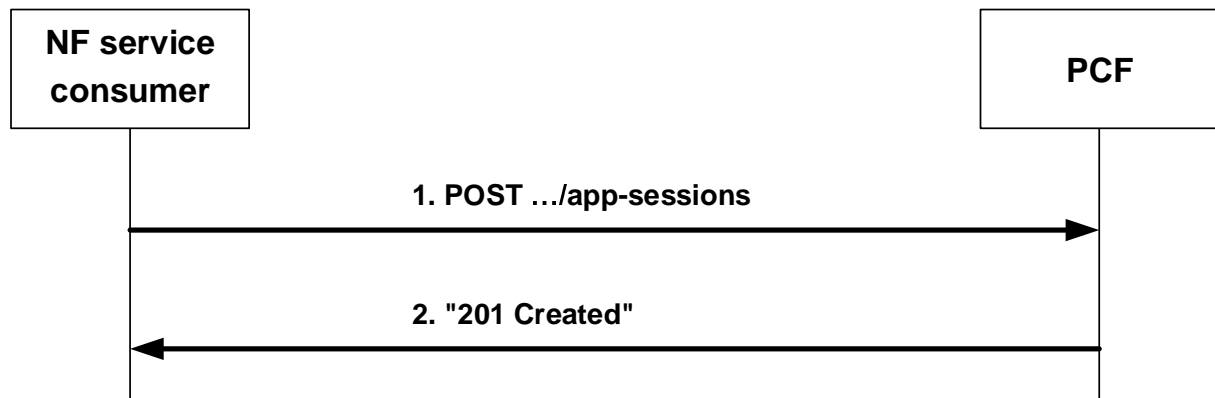 NF service
consumer
PCF
1. POST …/app-sessions
2. "201 Created"